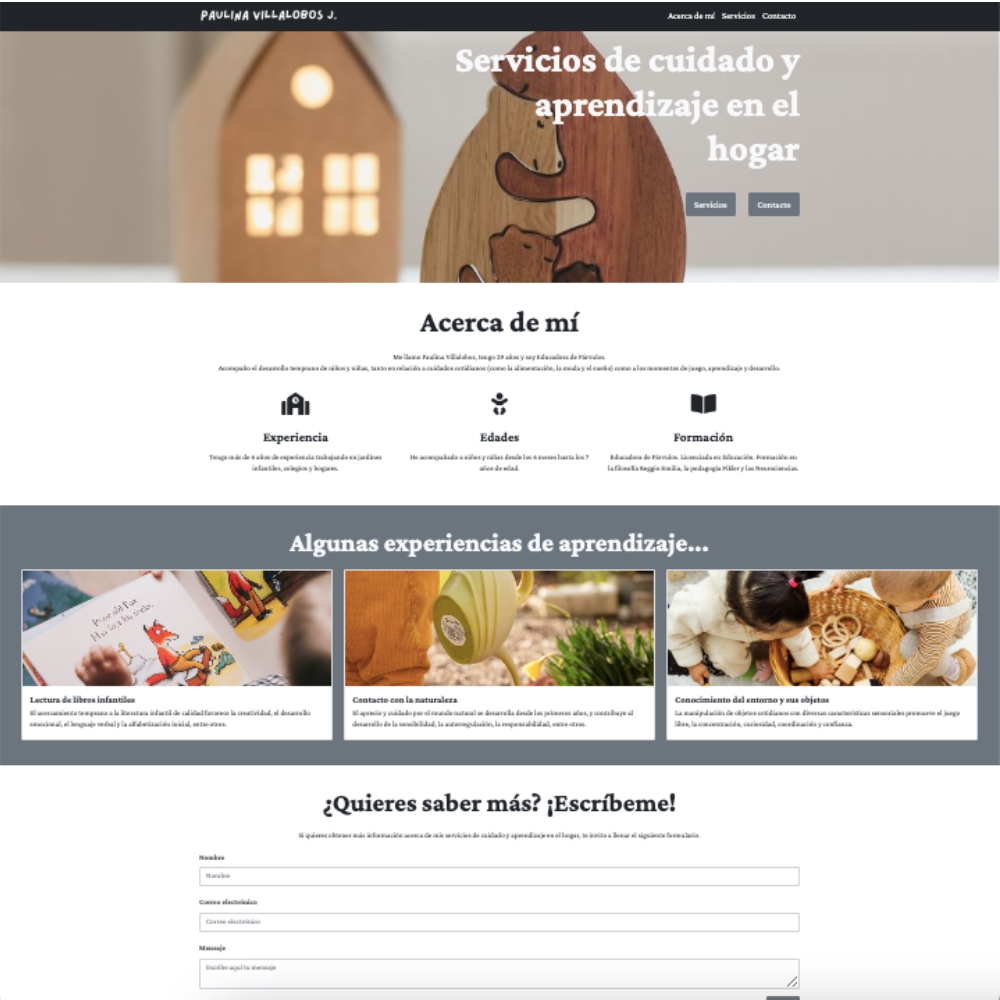 PAULINA VILLALOBOS J.
Acerca de mí Servicios Contacto
Servicios de cuidado y
aprendizaje en el
hogar
Servicios Contacto
Acerca de mí
Me llamo Paulina Villalobos, tengo 29 años y soy Educadora de Párvulos.
Acompaño el desarrollo temprano de niños y niñas, tanto en relación a cuidados cotidianos (como la alimentación, la muda y el sueño) como a los momentos de juego, aprendizaje y desarrollo.
Experiencia
Tengo más de 4 años de experiencia trabajando en jardines
infantiles, colegios y hogares.
Edades
He acompañado a niños y niñas desde los 6 meses hasta los 7
años de edad.
Formación
Educadora de Párvulos. Licenciada en Educación. Formación en
la filosofía Reggio Emilia, la pedagogía Pikler y las Neurociencias.
Algunas experiencias de aprendizaje...
Lectura de libros infantiles
El acercamiento temprano a la literatura infantil de calidad favorece la creatividad, el desarrollo
emocional, el lenguaje verbal y la alfabetización inicial, entre otros.
Contacto con la naturaleza
El aprecio y cuidado por el mundo natural se desarrolla desde los primeros años, y contribuye al
desarrollo de la sensibilidad, la autorregulación, la responsabilidad, entre otros.
Conocimiento del entorno y sus objetos
La manipulación de objetos cotidianos con diversas características sensoriales promueve el juego
libre, la concentración, curiosidad, coordinación y confianza.
¿Quieres saber más? ¡Escríbeme!
Si quieres obtener más información acerca de mis servicios de cuidado y aprendizaje en el hogar, te invito a llenar el siguiente formulario.
Nombre
Nombre
Correo electrónico
Correo electrónico
Mensaje
Escribe aquí tu mensaje